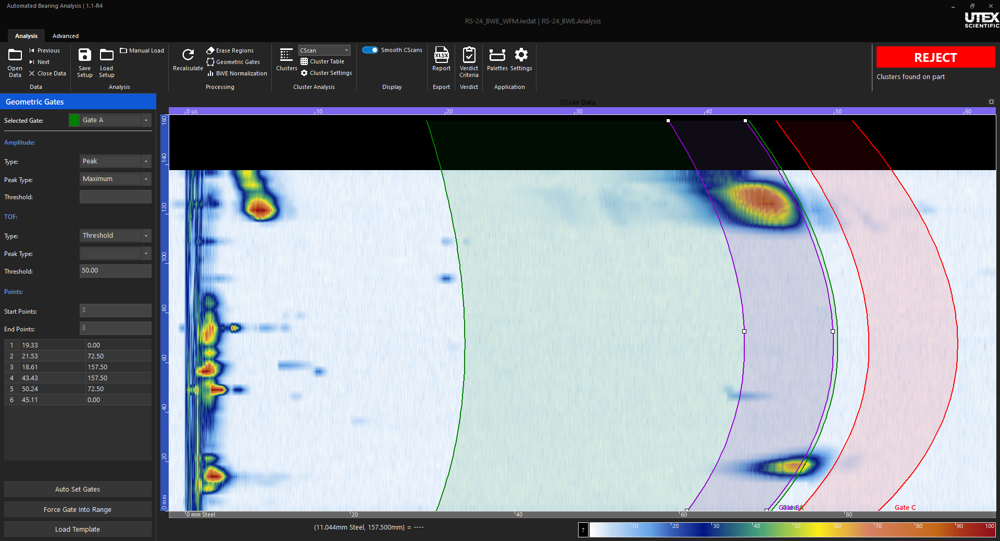 Automated Bearing Analysis | 1.1-R4
RS-24_BWE_WFM.iwdat | RS-24_BWE.Analysis
UTEX
SCIENTIFIC
Analysis
Advanced
Open Data
Previous
Next
Close Data
Data
Save Setup
Load Setup
Manual Load
Analysis
Recalculate
Erase Regions
Geometric Gates
BWE Normalization
Processing
Clusters
CScan
Cluster Table
Cluster Settings
Cluster Analysis
Smooth CScans
Display
XLSX
Report
Export
Verdict Criteria
Verdict
Palettes
Settings
Application
REJECT
Clusters found on part
Geometric Gates
Selected Gate: Gate A
Amplitude:
Type: Peak
Peak Type: Maximum
Threshold:
TOF:
Type: Threshold
Peak Type:
Threshold: 50.00
Points:
Start Points: 3
End Points: 3
1 19.33 0.00
2 21.53 72.50
3 18.61 157.50
4 43.43 157.50
5 50.24 72.50
6 45.11 0.00
Auto Set Gates
Force Gate Into Range
Load Template
DScan Data
0 us 10 20 30 40 50 60
160
140
120
100
80
60
40
20
0 mm
Gate C
0 mm Steel 20 40 60 80
(11.044mm Steel, 157.500mm) = ----
?
10 20 30 40 50 60 70 80 90 100